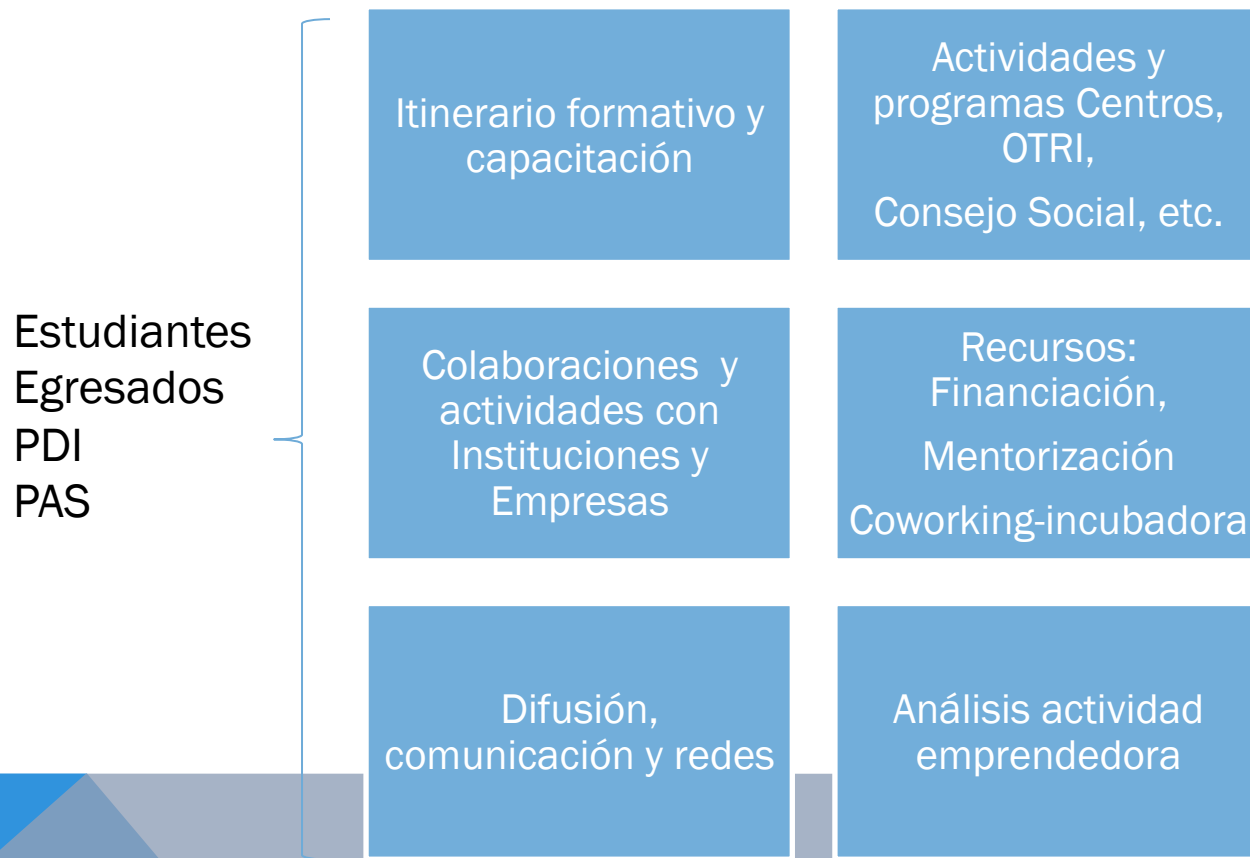 Estudiantes
Egresados
PDI
PAS
Itinerario formativo y
capacitación
Actividades y
programas Centros,
OTRI,
Consejo Social, etc.
Colaboraciones y
actividades con
Instituciones y
Empresas
Recursos:
Financiación,
Mentorización
Coworking-incubadora
Difusión,
comunicación y redes
Análisis actividad
emprendedora